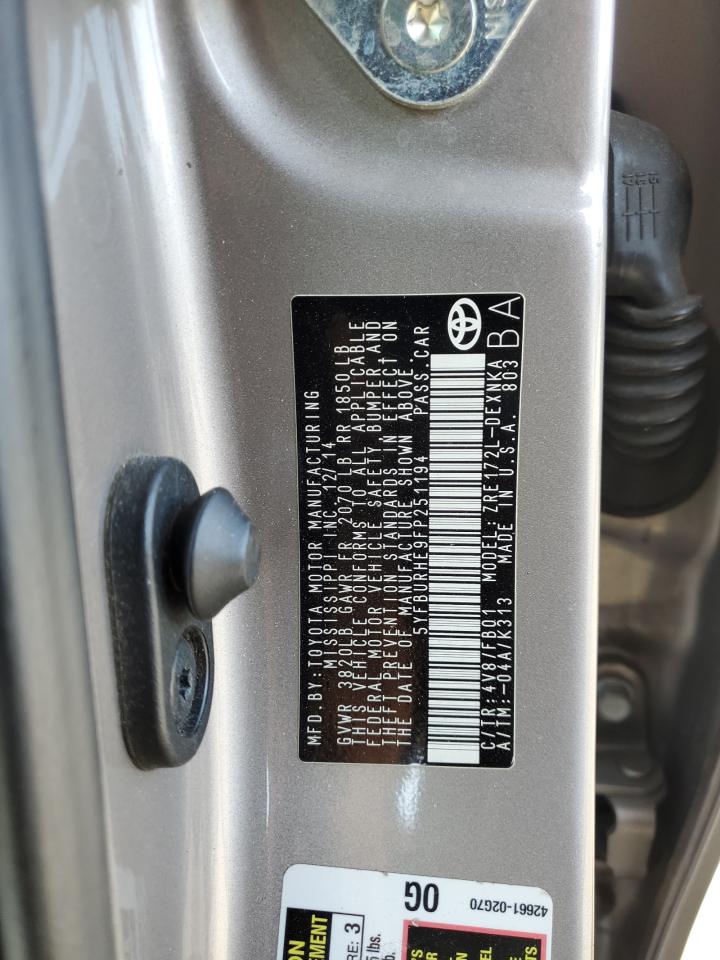 MFD.BY:TOYOTA MOTOR MANUFACTURING
MISSISSIPPI INC. 12/14
GVWR 3820LB GAWR FR 2070 LB RR 1850LB
THIS VEHICLE CONFORMS TO ALL APPLICABLE
FEDERAL MOTOR VEHICLE SAFETY, BUMPER AND
THEFT PREVENTION STANDARDS IN EFFECT ON
THE DATE OF MANUFACTURE SHOWN ABOVE.
5YFBURHE9FP251194 PASS.CAR
C/TR:4V8/FB01 MODEL:ZRE172L-DEXNKA
A/TM:-04A/K313 MADE IN U.S.A. 803
BA
0G
42661-02G70
3
lbs.